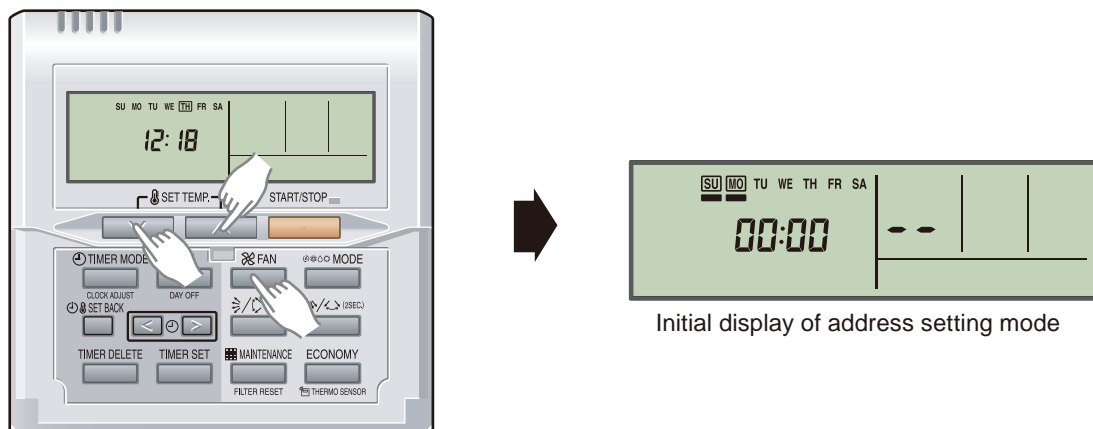 SU MO TU WE TH FR SA
12:18
SET TEMP. START/STOP
TIMER MODE FAN MODE
CLOCK ADJUST DAY OFF
SET BACK (2SEC.)
< >
TIMER DELETE TIMER SET MAINTENANCE ECONOMY
FILTER RESET THERMO SENSOR
SU MO TU WE TH FR SA
00:00 --
Initial display of address setting mode